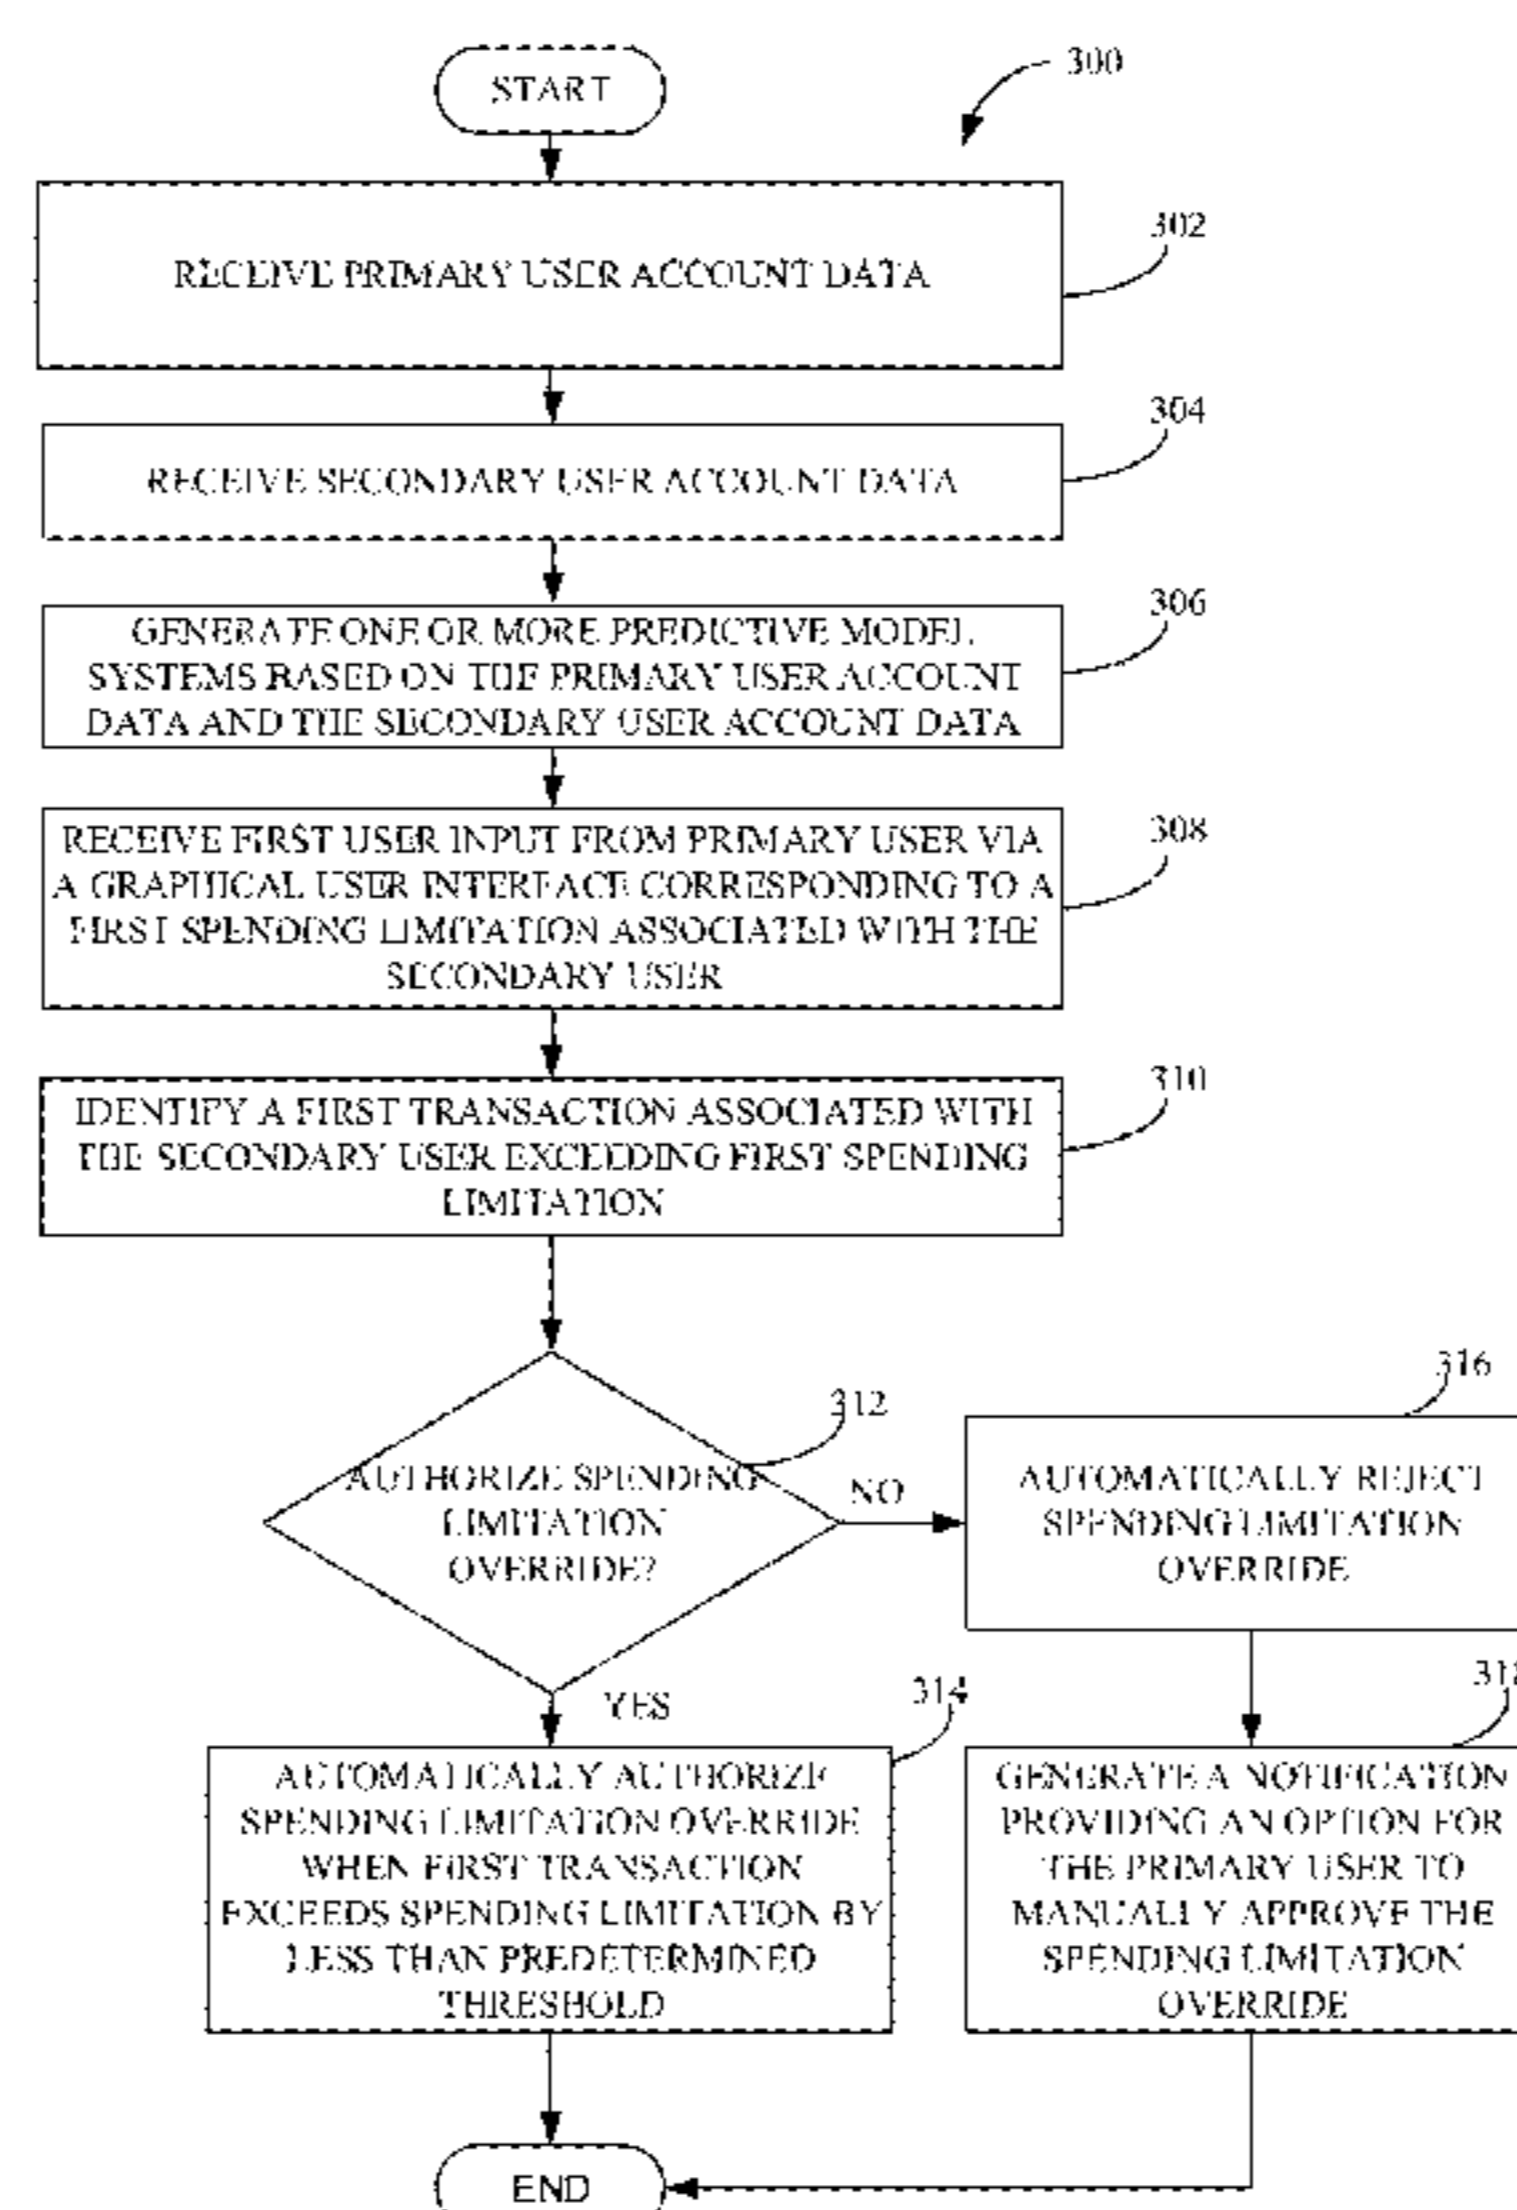 START
300
RECEIVE PRIMARY USER ACCOUNT DATA
302
RECEIVE SECONDARY USER ACCOUNT DATA
304
GENERATE ONE OR MORE PREDICTIVE MODEL
SYSTEMS BASED ON THE PRIMARY USER ACCOUNT
DATA AND THE SECONDARY USER ACCOUNT DATA
306
RECEIVE FIRST USER INPUT FROM PRIMARY USER VIA
A GRAPHICAL USER INTERFACE CORRESPONDING TO A
FIRST SPENDING LIMITATION ASSOCIATED WITH THE
SECONDARY USER
308
IDENTIFY A FIRST TRANSACTION ASSOCIATED WITH
THE SECONDARY USER EXCEEDING FIRST SPENDING
LIMITATION
310
AUTHORIZE SPENDING
LIMITATION
OVERRIDE?
312
NO
316
AUTOMATICALLY REJECT
SPENDING LIMITATION
OVERRIDE
YES
314
AUTOMATICALLY AUTHORIZE
SPENDING LIMITATION OVERRIDE
WHEN FIRST TRANSACTION
EXCEEDS SPENDING LIMITATION BY
LESS THAN PREDETERMINED
THRESHOLD
GENERATE A NOTIFICATION
PROVIDING AN OPTION FOR
THE PRIMARY USER TO
MANUALLY APPROVE THE
SPENDING LIMITATION
OVERRIDE
END